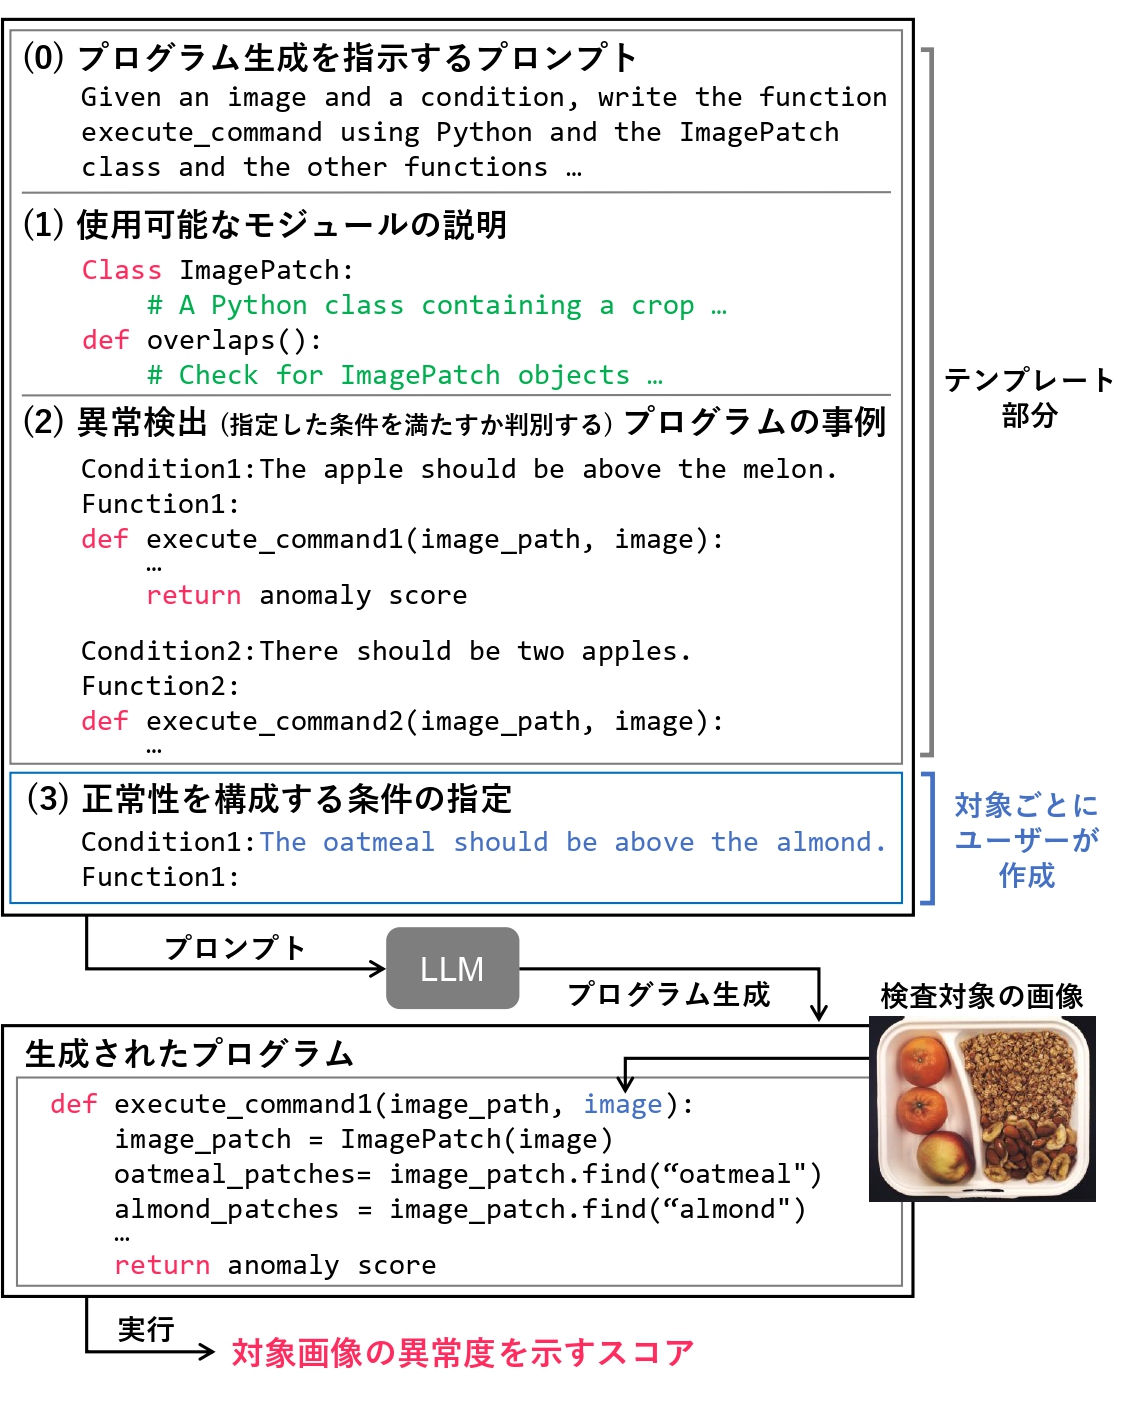 (0) プログラム生成を指示するプロンプト
Given an image and a condition, write the function
execute_command using Python and the ImagePatch
class and the other functions …
(1) 使用可能なモジュールの説明
Class ImagePatch:
# A Python class containing a crop …
def overlaps():
# Check for ImagePatch objects …
(2) 異常検出 (指定した条件を満たすか判別する) プログラムの事例
Condition1:The apple should be above the melon.
Function1:
def execute_command1(image_path, image):
…
return anomaly score
Condition2:There should be two apples.
Function2:
def execute_command2(image_path, image):
…
テンプレート
部分
(3) 正常性を構成する条件の指定
Condition1:The oatmeal should be above the almond.
Function1:
対象ごとに
ユーザーが
作成
プロンプト
LLM
プログラム生成
検査対象の画像
生成されたプログラム
def execute_command1(image_path, image):
image_patch = ImagePatch(image)
oatmeal_patches= image_patch.find(“oatmeal")
almond_patches = image_patch.find(“almond")
…
return anomaly score
実行
対象画像の異常度を示すスコア